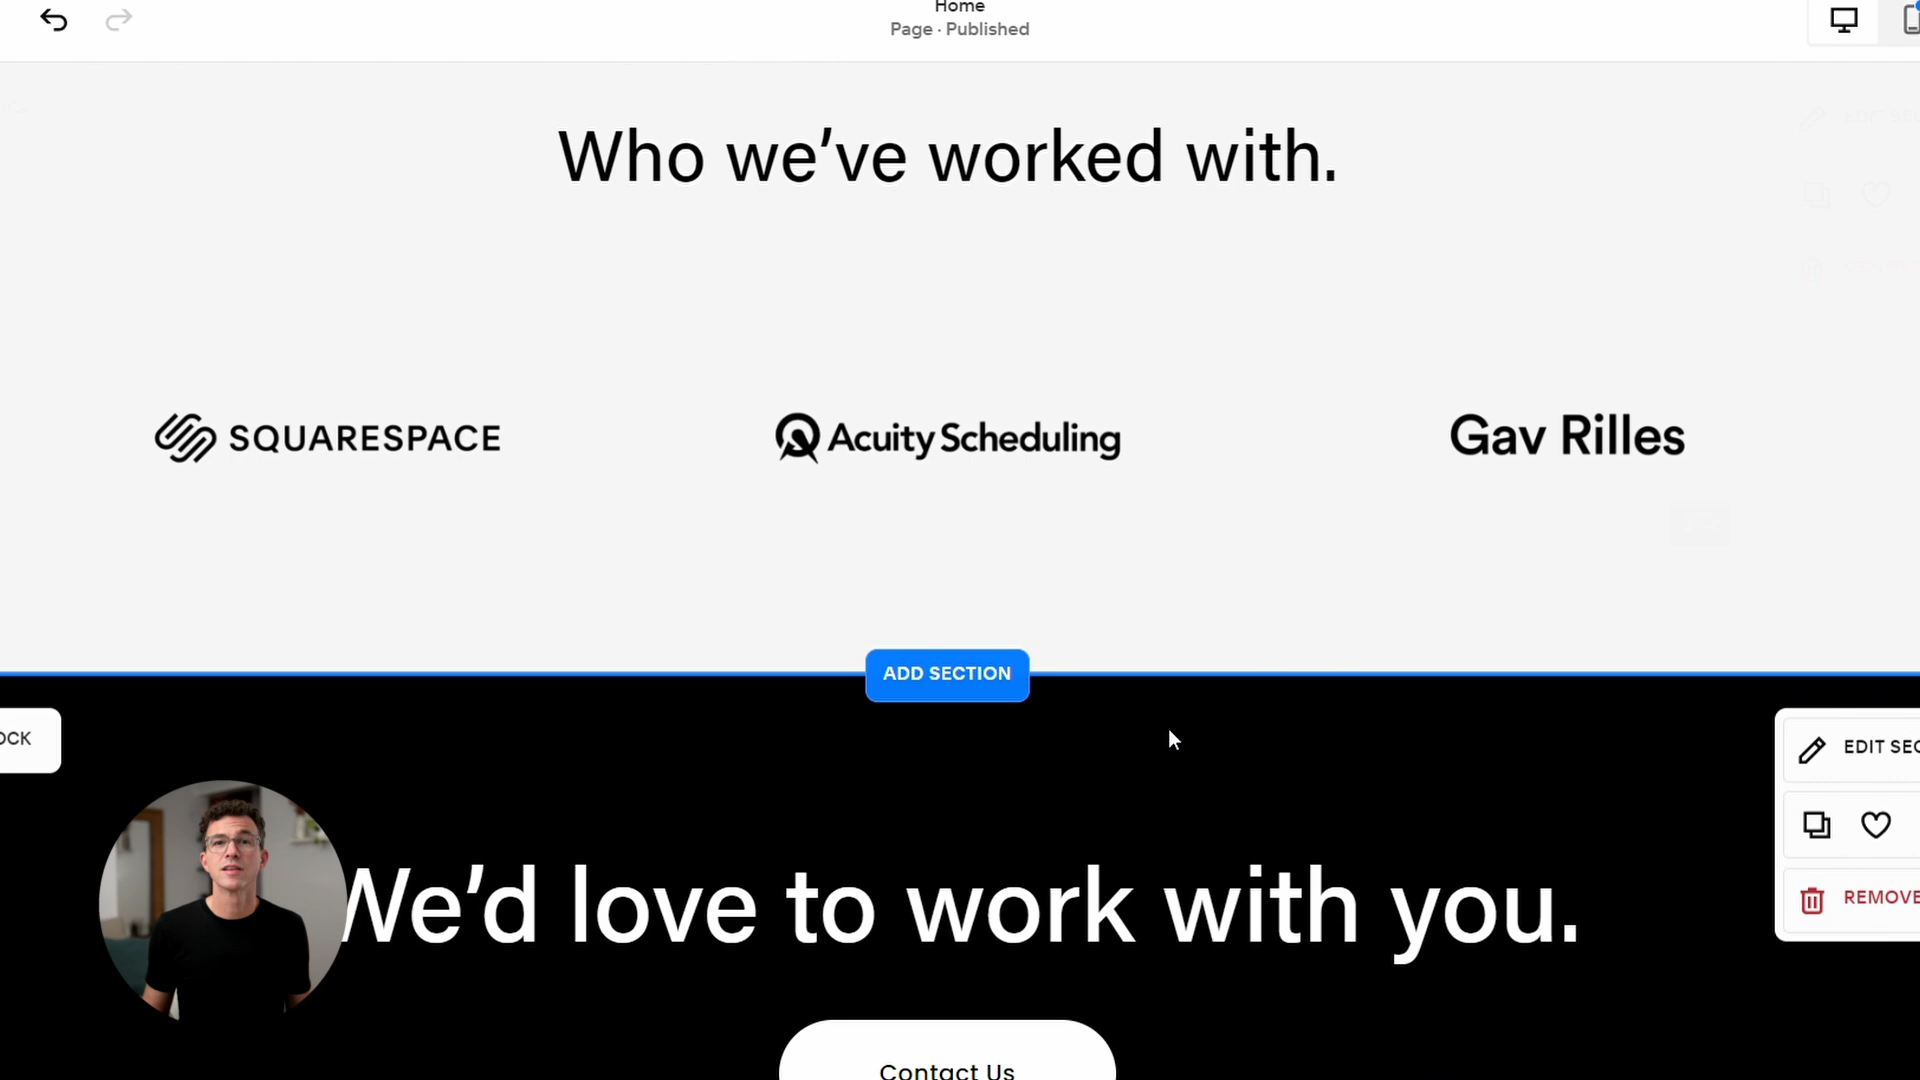 Home
Page · Published
Who we’ve worked with.
SQUARESPACE
Acuity Scheduling
Gav Rilles
ADD SECTION
OCK
EDIT SEC
We’d love to work with you.
REMOVE
Contact Us